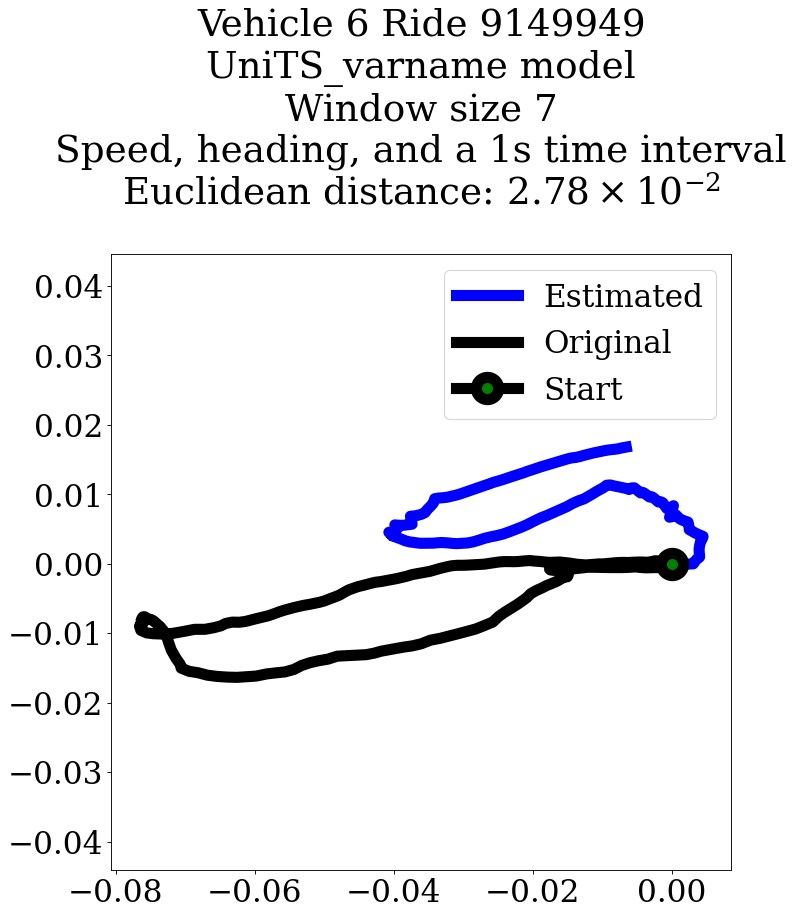 Vehicle 6 Ride 9149949
UniTS_varname model
Window size 7
Speed, heading, and a 1s time interval
Euclidean distance: 2.78 × 10⁻²
Estimated
Original
Start
0.04
0.03
0.02
0.01
0.00
−0.01
−0.02
−0.03
−0.04
−0.08 −0.06 −0.04 −0.02 0.00